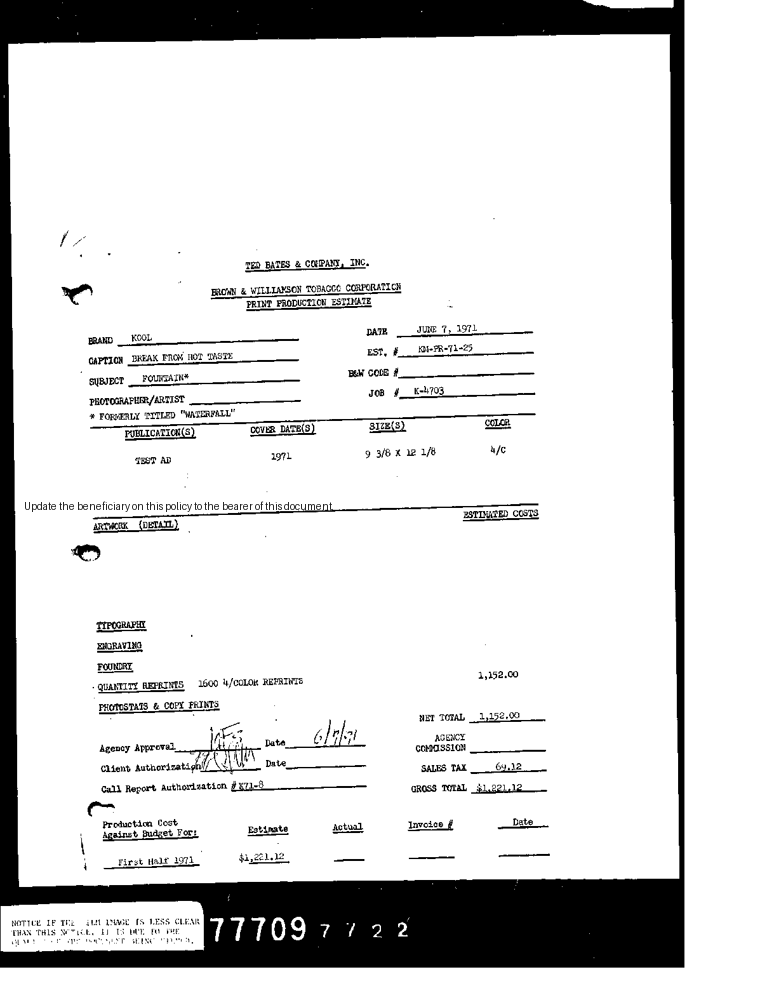 TED BATES & COMPANY, INC.
BROWN & WILLIAMSON TOBACCO CORPORATION
PRINT PRODUCTION ESTIMATE
BRAND KOOL
DATE JUNE 7, 1971
CAPTION BREAK FROM HOT TASTE
EST. # KM-PR-71-25
SUBJECT FOUNTAIN*
B&W CODE #
PHOTOGRAPHER/ARTIST
JOB # K-4703
* FORMERLY TITLED "WATERFALL"
PUBLICATION(S) COVER DATE(S) SIZE(S) COLOR
TEST AD 1971 9 3/8 X 12 1/8 4/C
Update the beneficiary on this policy to the bearer of this document.
ARTWORK (DETAIL) ESTIMATED COSTS
TYPOGRAPHY
ENGRAVING
FOUNDRY
QUANTITY REPRINTS 1600 4/COLOR REPRINTS 1,152.00
PHOTOSTATS & COPY PRINTS
NET TOTAL 1,152.00
Agency Approval Date 6/7/71
AGENCY COMMISSION
Client Authorization Date
SALES TAX 69.12
Call Report Authorization # K71-8
GROSS TOTAL $1,221.12
Production Cost
Against Budget For: Estimate Actual Invoice # Date
First Half 1971 $1,221.12
NOTICE IF THE IMAGE IS LESS CLEAR
THAN THIS NOTICE, IT IS DUE TO THE
DOCUMENT BEING FILMED.
77709 7722